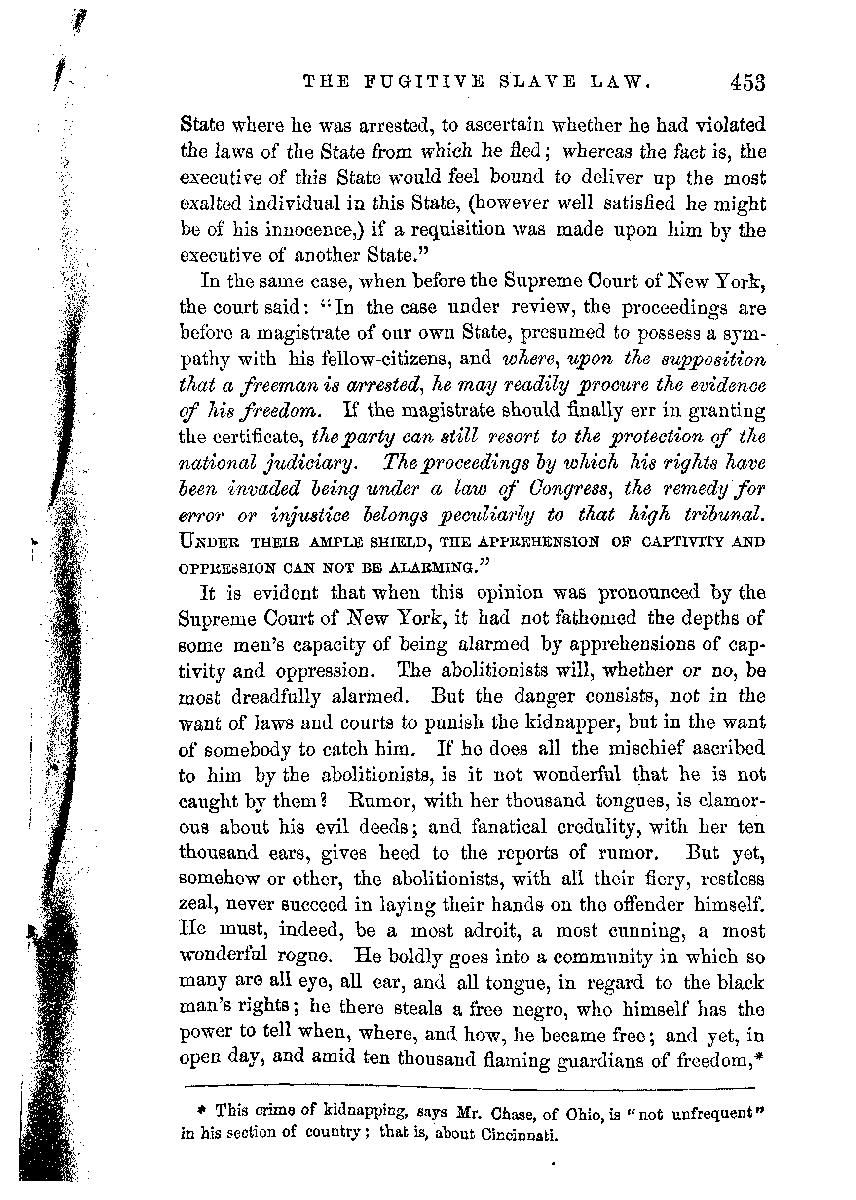 THE FUGITIVE SLAVE LAW. 453
State where he was arrested, to ascertain whether he had violated
the laws of the State from which he fled; whereas the fact is, the
executive of this State would feel bound to deliver up the most
exalted individual in this State, (however well satisfied he might
be of his innocence,) if a requisition was made upon him by the
executive of another State.”
In the same case, when before the Supreme Court of New York,
the court said: “In the case under review, the proceedings are
before a magistrate of our own State, presumed to possess a sym-
pathy with his fellow-citizens, and where, upon the supposition
that a freeman is arrested, he may readily procure the evidence
of his freedom. If the magistrate should finally err in granting
the certificate, the party can still resort to the protection of the
national judiciary. The proceedings by which his rights have
been invaded being under a law of Congress, the remedy for
error or injustice belongs peculiarly to that high tribunal.
UNDER THEIR AMPLE SHIELD, THE APPREHENSION OF CAPTIVITY AND
OPPRESSION CAN NOT BE ALARMING.”
It is evident that when this opinion was pronounced by the
Supreme Court of New York, it had not fathomed the depths of
some men’s capacity of being alarmed by apprehensions of cap-
tivity and oppression. The abolitionists will, whether or no, be
most dreadfully alarmed. But the danger consists, not in the
want of laws and courts to punish the kidnapper, but in the want
of somebody to catch him. If he does all the mischief ascribed
to him by the abolitionists, is it not wonderful that he is not
caught by them? Rumor, with her thousand tongues, is clamor-
ous about his evil deeds; and fanatical credulity, with her ten
thousand ears, gives heed to the reports of rumor. But yet,
somehow or other, the abolitionists, with all their fiery, restless
zeal, never succeed in laying their hands on the offender himself.
He must, indeed, be a most adroit, a most cunning, a most
wonderful rogue. He boldly goes into a community in which so
many are all eye, all ear, and all tongue, in regard to the black
man’s rights; he there steals a free negro, who himself has the
power to tell when, where, and how, he became free; and yet, in
open day, and amid ten thousand flaming guardians of freedom,*
* This crime of kidnapping, says Mr. Chase, of Ohio, is “not unfrequent”
in his section of country; that is, about Cincinnati.